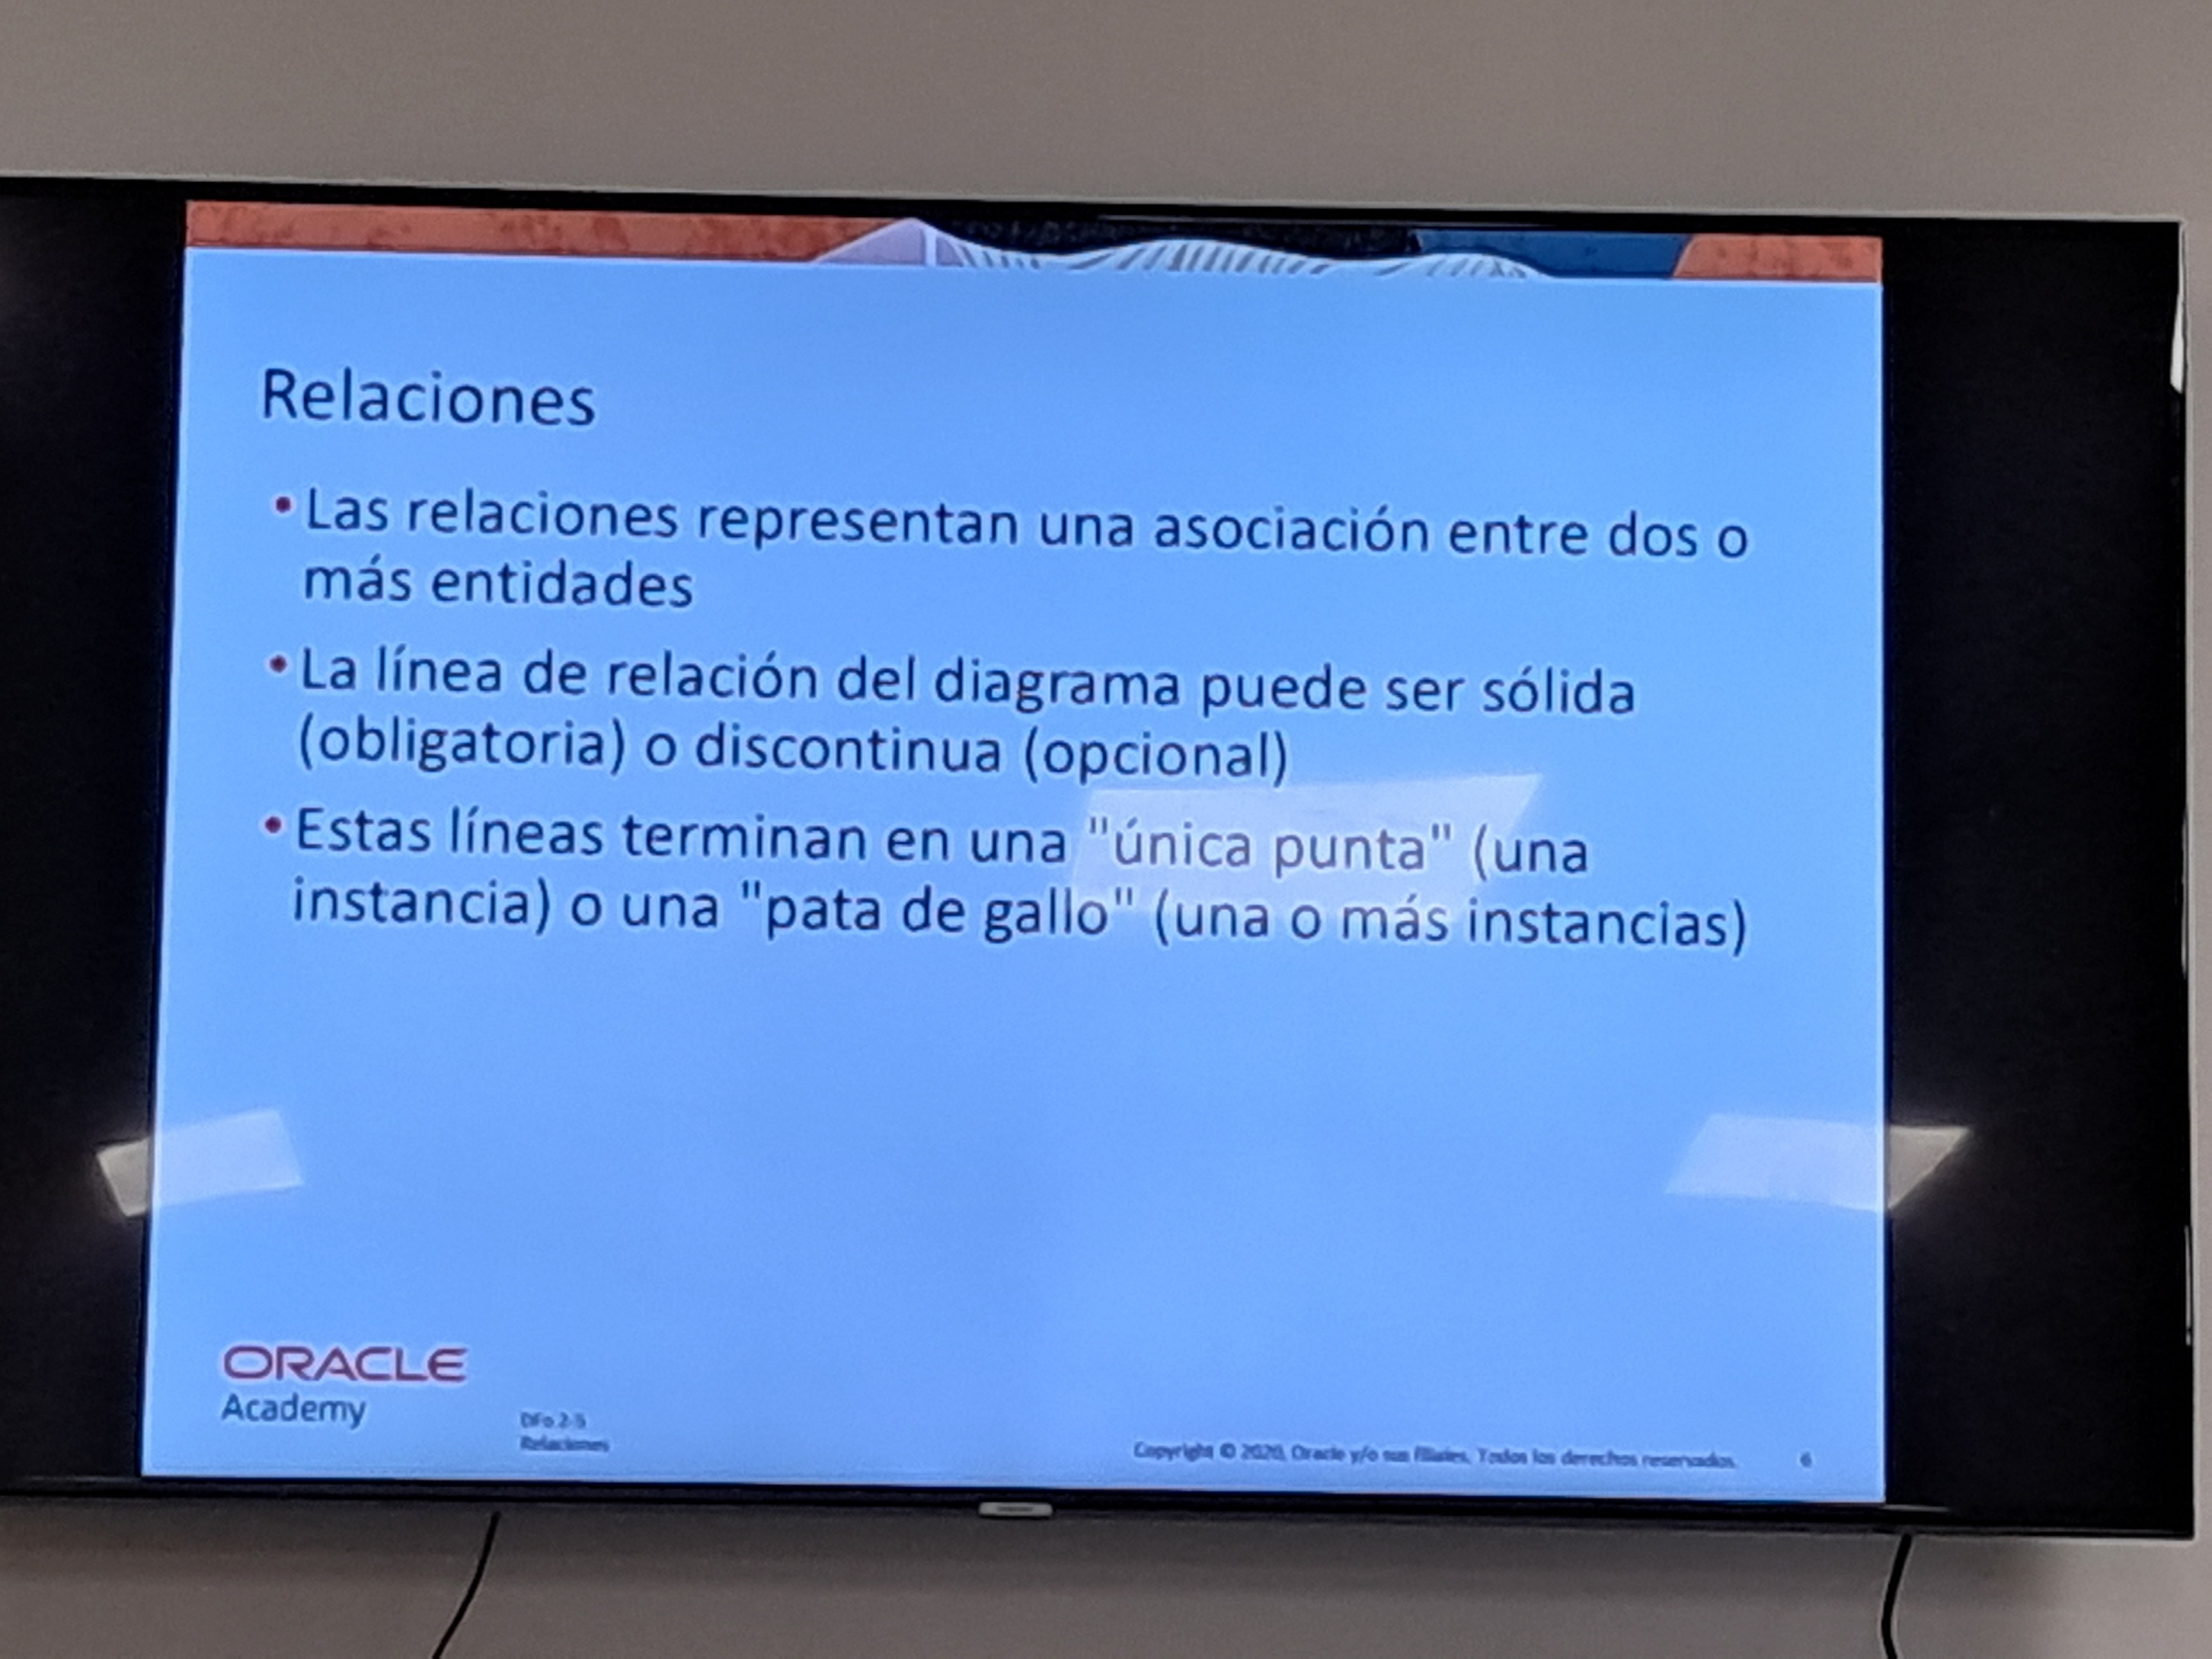 Relaciones
• Las relaciones representan una asociación entre dos o
más entidades
• La línea de relación del diagrama puede ser sólida
(obligatoria) o discontinua (opcional)
• Estas líneas terminan en una "única punta" (una
instancia) o una "pata de gallo" (una o más instancias)
ORACLE
Academy
DFo 2-5
Relaciones
Copyright © 2020, Oracle y/o sus filiales. Todos los derechos reservados.
6